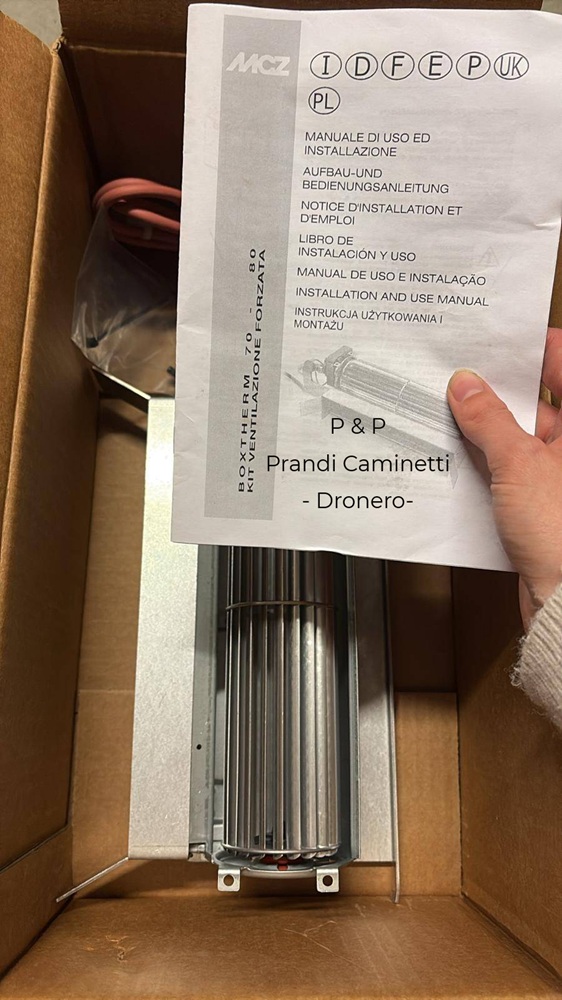 MCZ
I D F E P UK
PL
MANUALE DI USO ED
INSTALLAZIONE
AUFBAU-UND
BEDIENUNGSANLEITUNG
NOTICE D'INSTALLATION ET
D'EMPLOI
LIBRO DE
INSTALACIÓN Y USO
MANUAL DE USO E INSTALAÇÃO
INSTALLATION AND USE MANUAL
INSTRUKCJA UŻYTKOWANIA I
MONTAŻU
BOXTHERM 70 - 80
KIT VENTILAZIONE FORZATA
P & P
Prandi Caminetti
- Dronero-